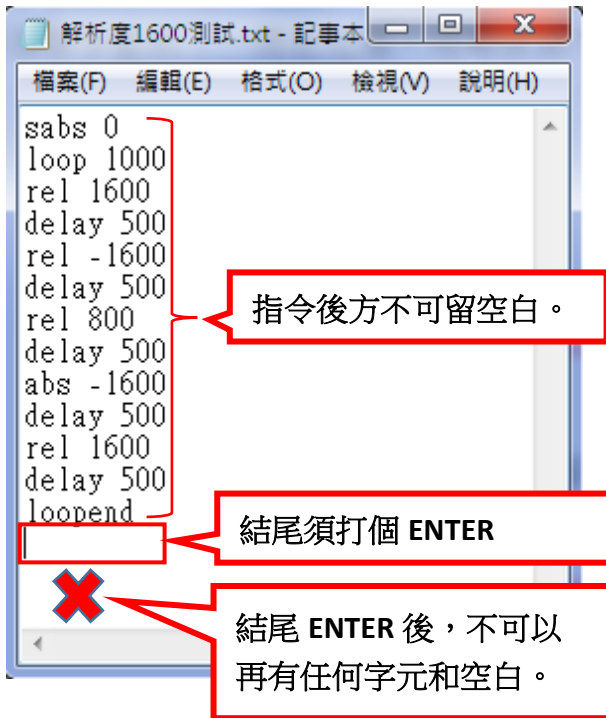 解析度1600測試.txt - 記事本
檔案(F) 編輯(E) 格式(O) 檢視(V) 說明(H)
sabs 0
loop 1000
rel 1600
delay 500
rel -1600
delay 500
rel 800
delay 500
abs -1600
delay 500
rel 1600
delay 500
loopend
指令後方不可留空白。
結尾須打個 ENTER
結尾 ENTER 後，不可以
再有任何字元和空白。